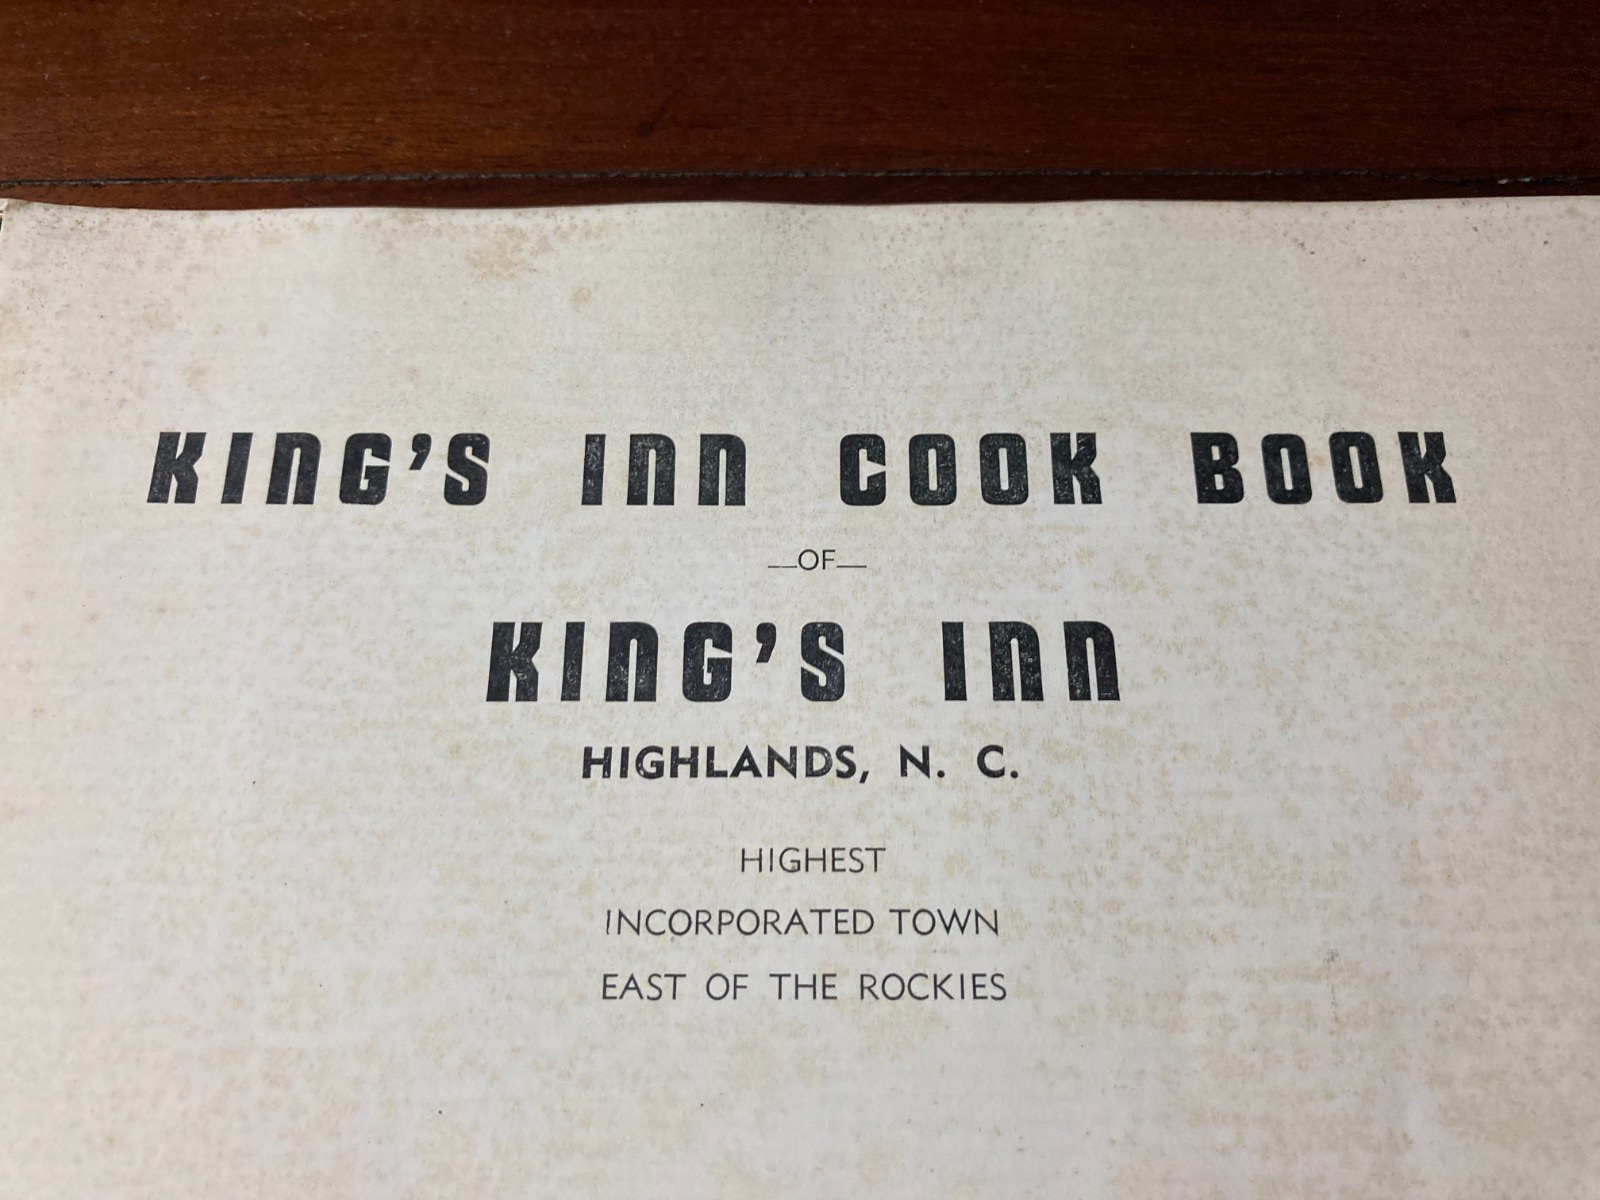 KING'S INN COOK BOOK
—OF—
KING'S INN
HIGHLANDS, N. C.
HIGHEST
INCORPORATED TOWN
EAST OF THE ROCKIES